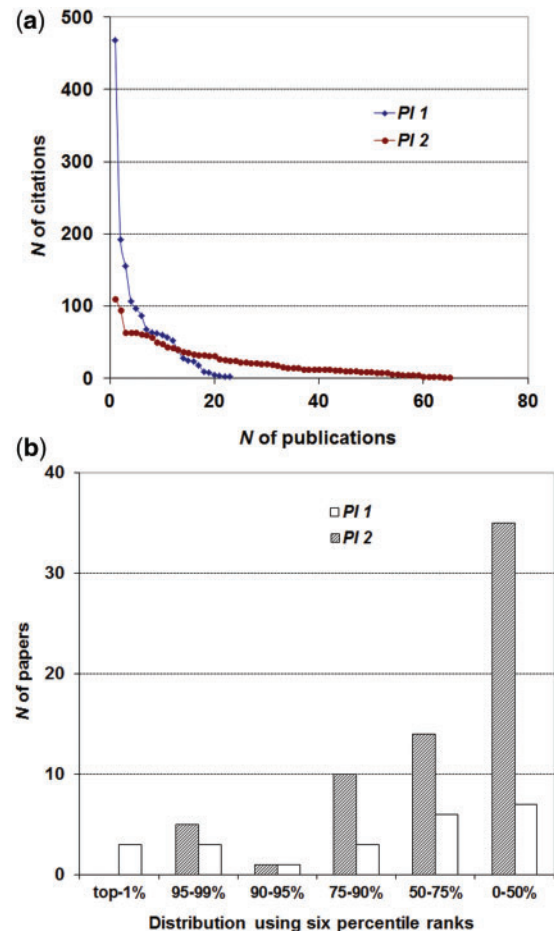 (a)
500
400
300
200
100
0
N of citations
PI 1
PI 2
0 20 40 60 80
N of publications
(b)
40
30
20
10
0
N of papers
PI 1
PI 2
top-1% 95-99% 90-95% 75-90% 50-75% 0-50%
Distribution using six percentile ranks